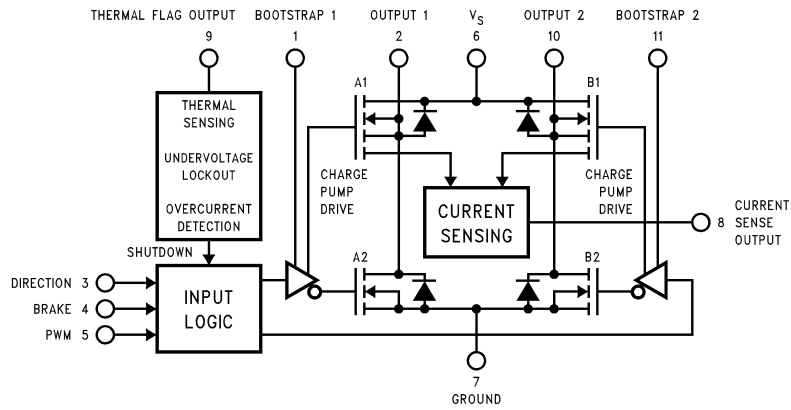 THERMAL FLAG OUTPUT
9
BOOTSTRAP 1
1
OUTPUT 1
2
VS
6
OUTPUT 2
10
BOOTSTRAP 2
11
A1
B1
THERMAL
SENSING
UNDERVOLTAGE
LOCKOUT
OVERCURRENT
DETECTION
CHARGE
PUMP
DRIVE
CHARGE
PUMP
DRIVE
CURRENT
SENSING
8
CURRENT
SENSE
OUTPUT
SHUTDOWN
A2
B2
DIRECTION 3
BRAKE 4
PWM 5
INPUT
LOGIC
7
GROUND